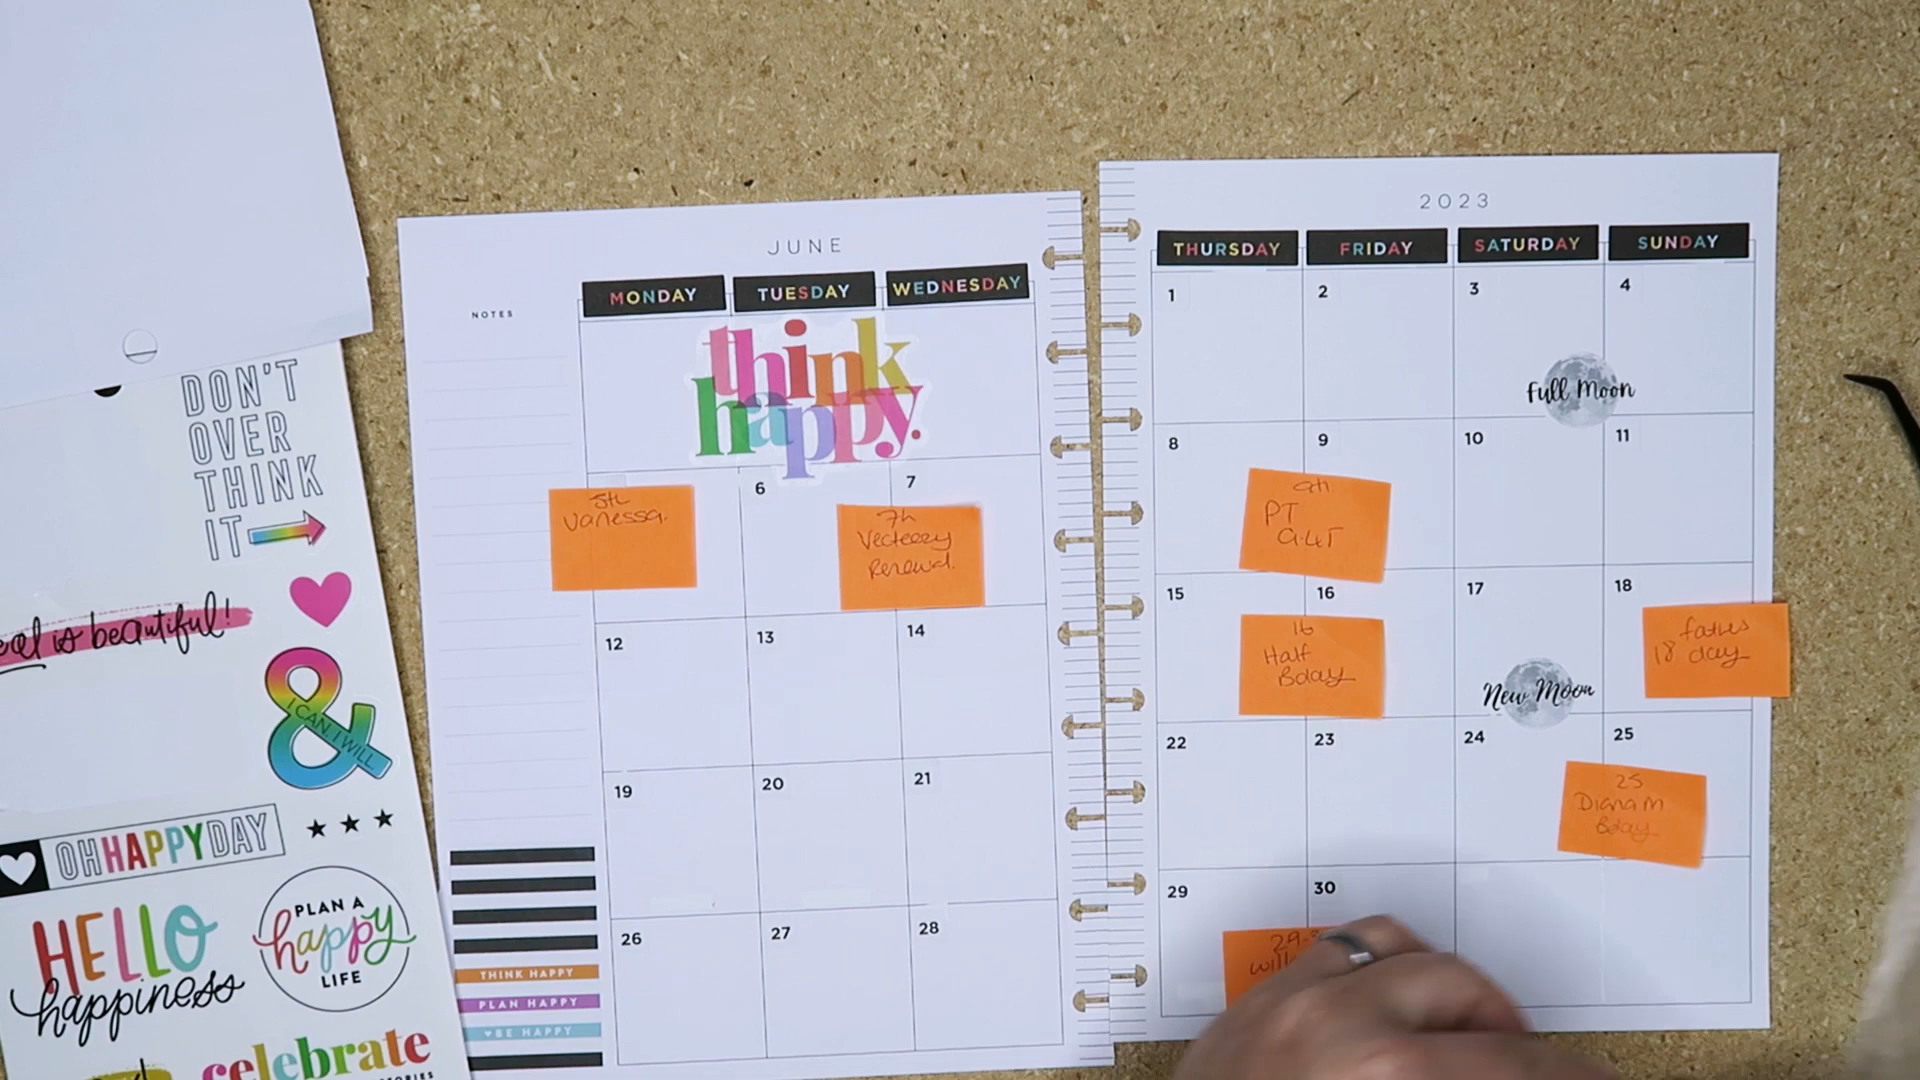 DON'T
OVER
THINK
IT
is beautiful!
&
I CAN. I WILL.
OH HAPPY DAY
HELLO
happiness
PLAN A
happy
LIFE
celebrate
JUNE
NOTES
MONDAY TUESDAY WEDNESDAY
think
happy.
5th
Vanessa.
6
7
7th
Vecteezy
Renewal.
12 13 14
19 20 21
26 27 28
THINK HAPPY
PLAN HAPPY
BE HAPPY
2023
THURSDAY FRIDAY SATURDAY SUNDAY
1 2 3 4
Full Moon
8 9 10 11
9th
PT
15 16 17 18
16
Half
Bday
New Moon
fathers
18 day
22 23 24 25
25
Diana M
Bday
29 30